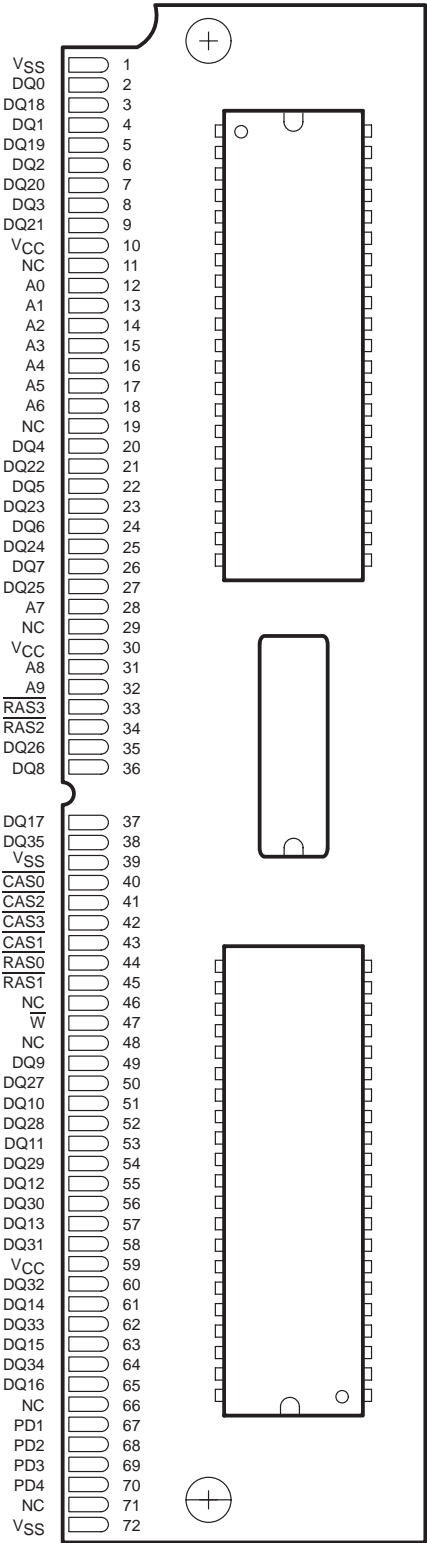 VSS 1
DQ0 2
DQ18 3
DQ1 4
DQ19 5
DQ2 6
DQ20 7
DQ3 8
DQ21 9
VCC 10
NC 11
A0 12
A1 13
A2 14
A3 15
A4 16
A5 17
A6 18
NC 19
DQ4 20
DQ22 21
DQ5 22
DQ23 23
DQ6 24
DQ24 25
DQ7 26
DQ25 27
A7 28
NC 29
VCC 30
A8 31
A9 32
RAS3 33
RAS2 34
DQ26 35
DQ8 36
DQ17 37
DQ35 38
VSS 39
CAS0 40
CAS2 41
CAS3 42
CAS1 43
RAS0 44
RAS1 45
NC 46
W 47
NC 48
DQ9 49
DQ27 50
DQ10 51
DQ28 52
DQ11 53
DQ29 54
DQ12 55
DQ30 56
DQ13 57
DQ31 58
VCC 59
DQ32 60
DQ14 61
DQ33 62
DQ15 63
DQ34 64
DQ16 65
NC 66
PD1 67
PD2 68
PD3 69
PD4 70
NC 71
VSS 72